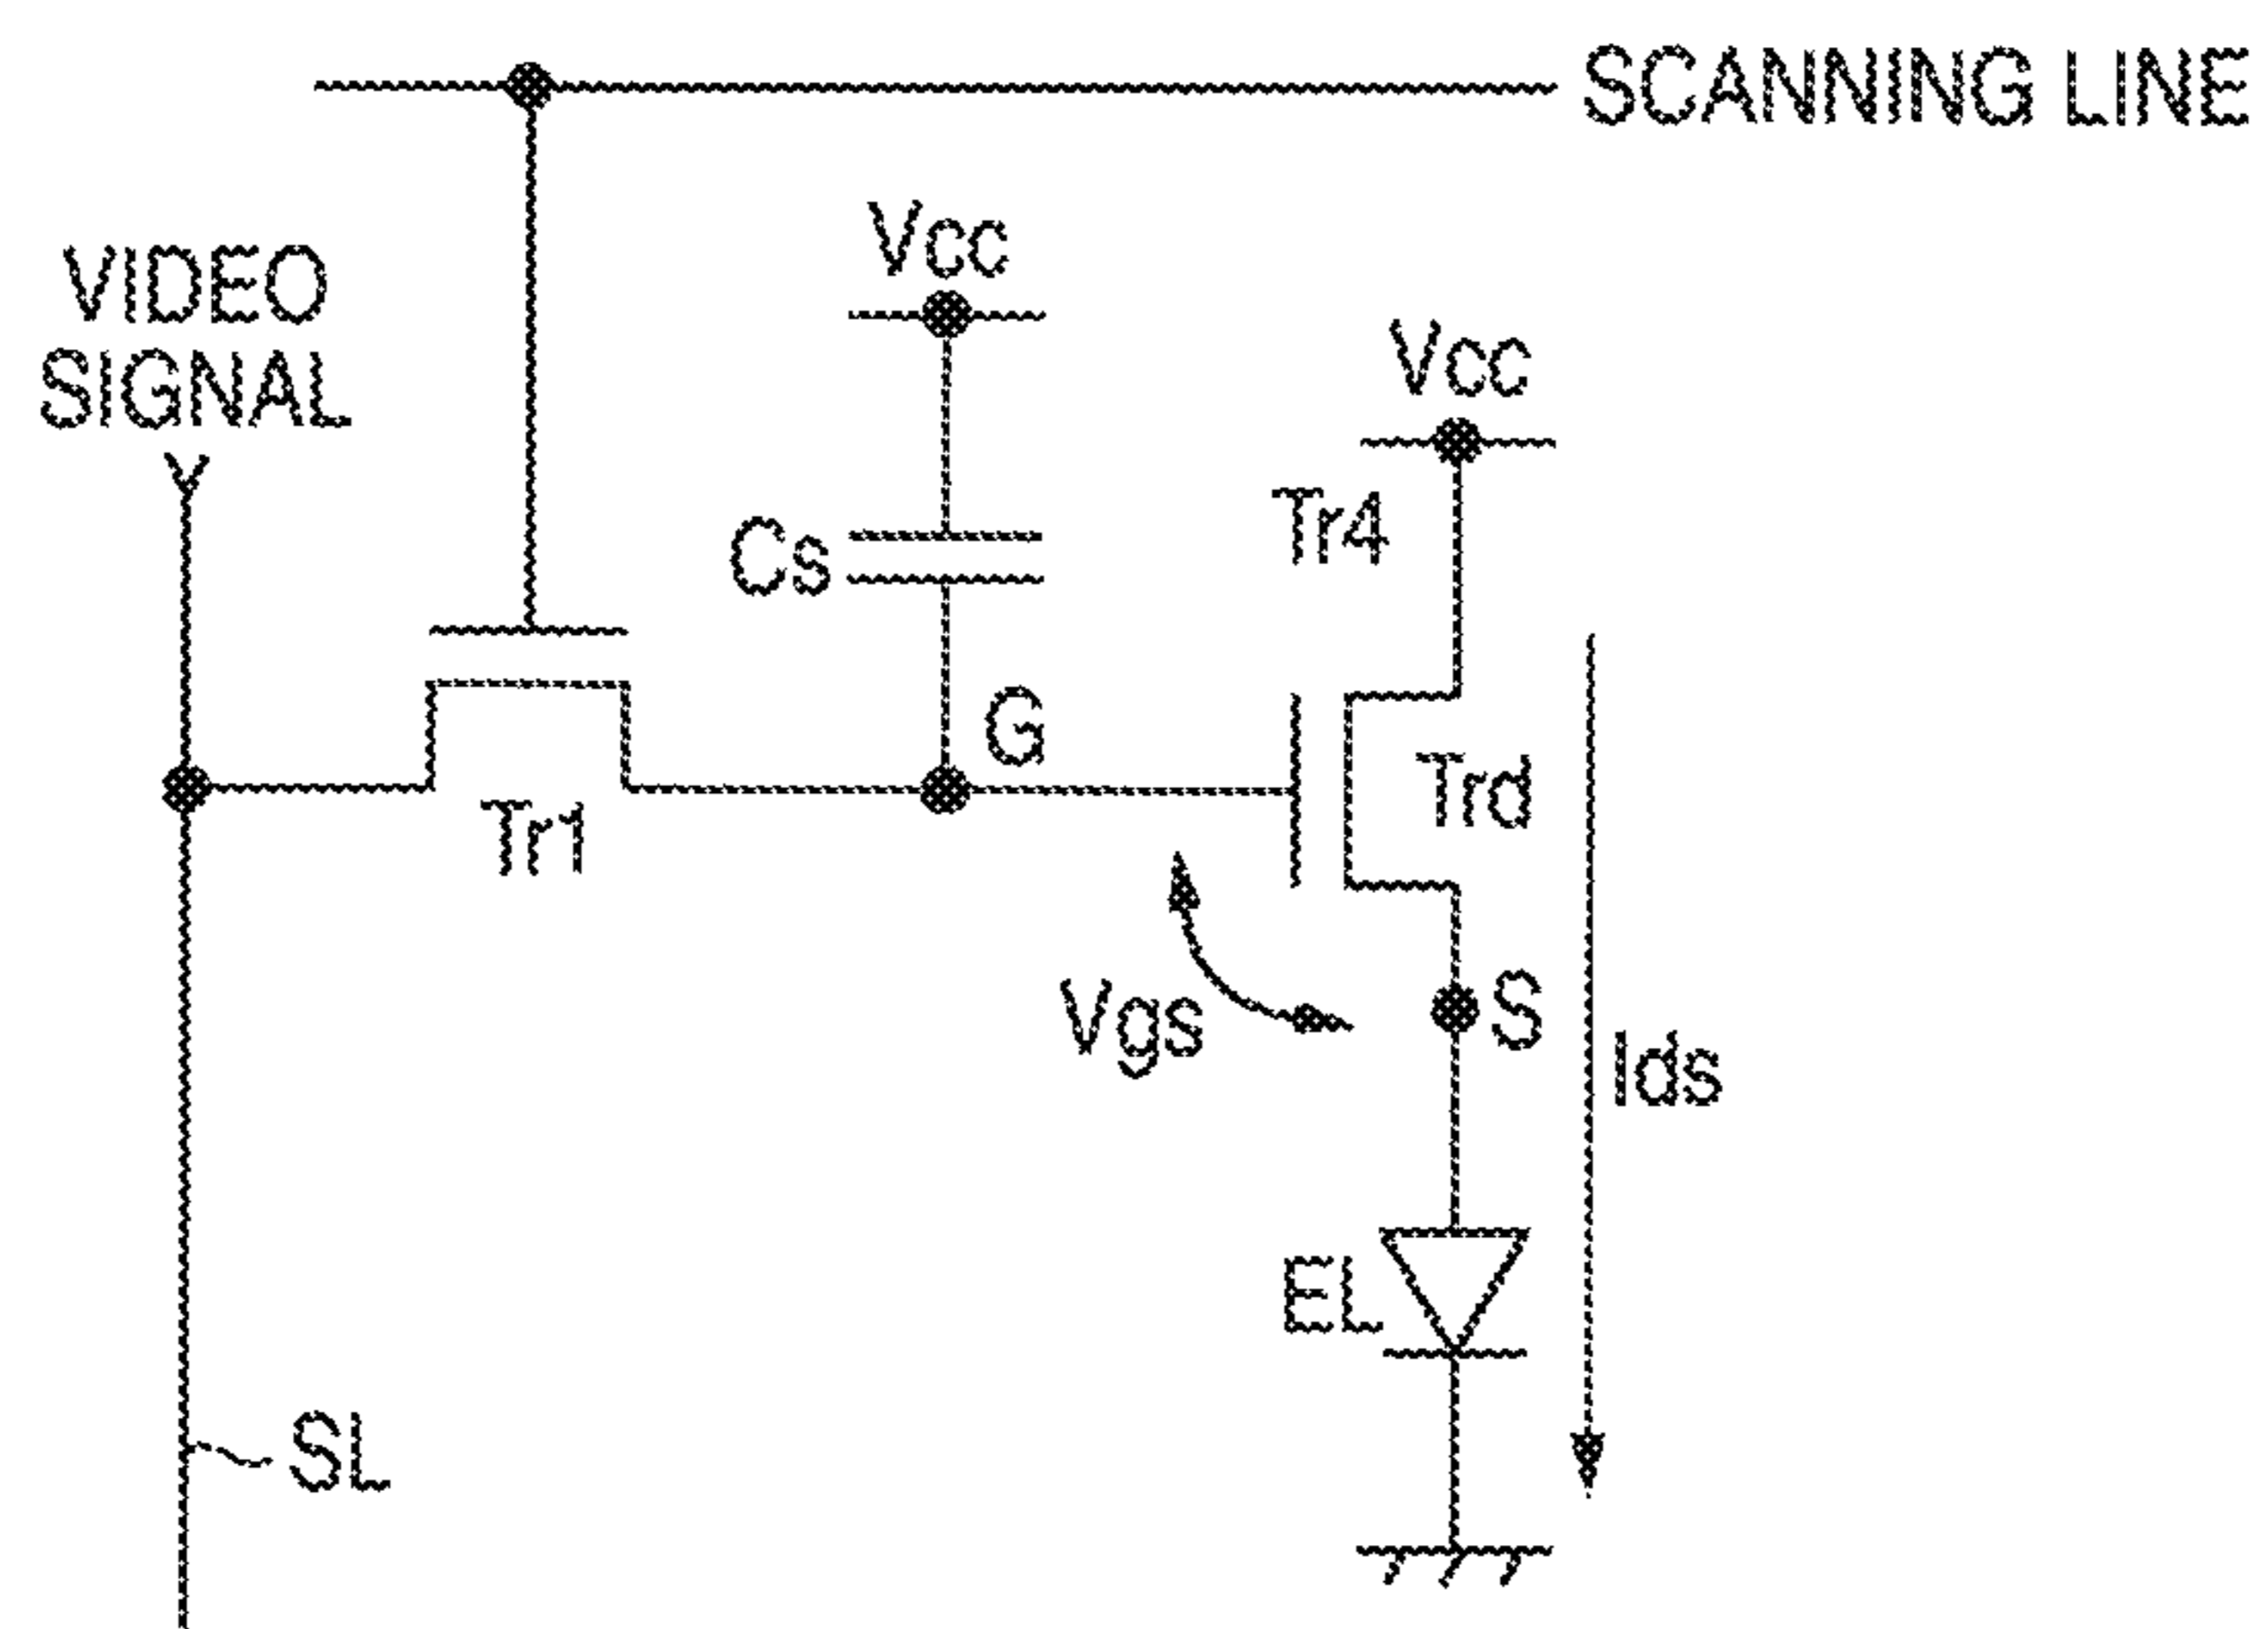 SCANNING LINE
Vcc
VIDEO
SIGNAL
Vcc
Tr4
Cs
G
Trd
Tr1
Vgs
S
Ids
EL
SL